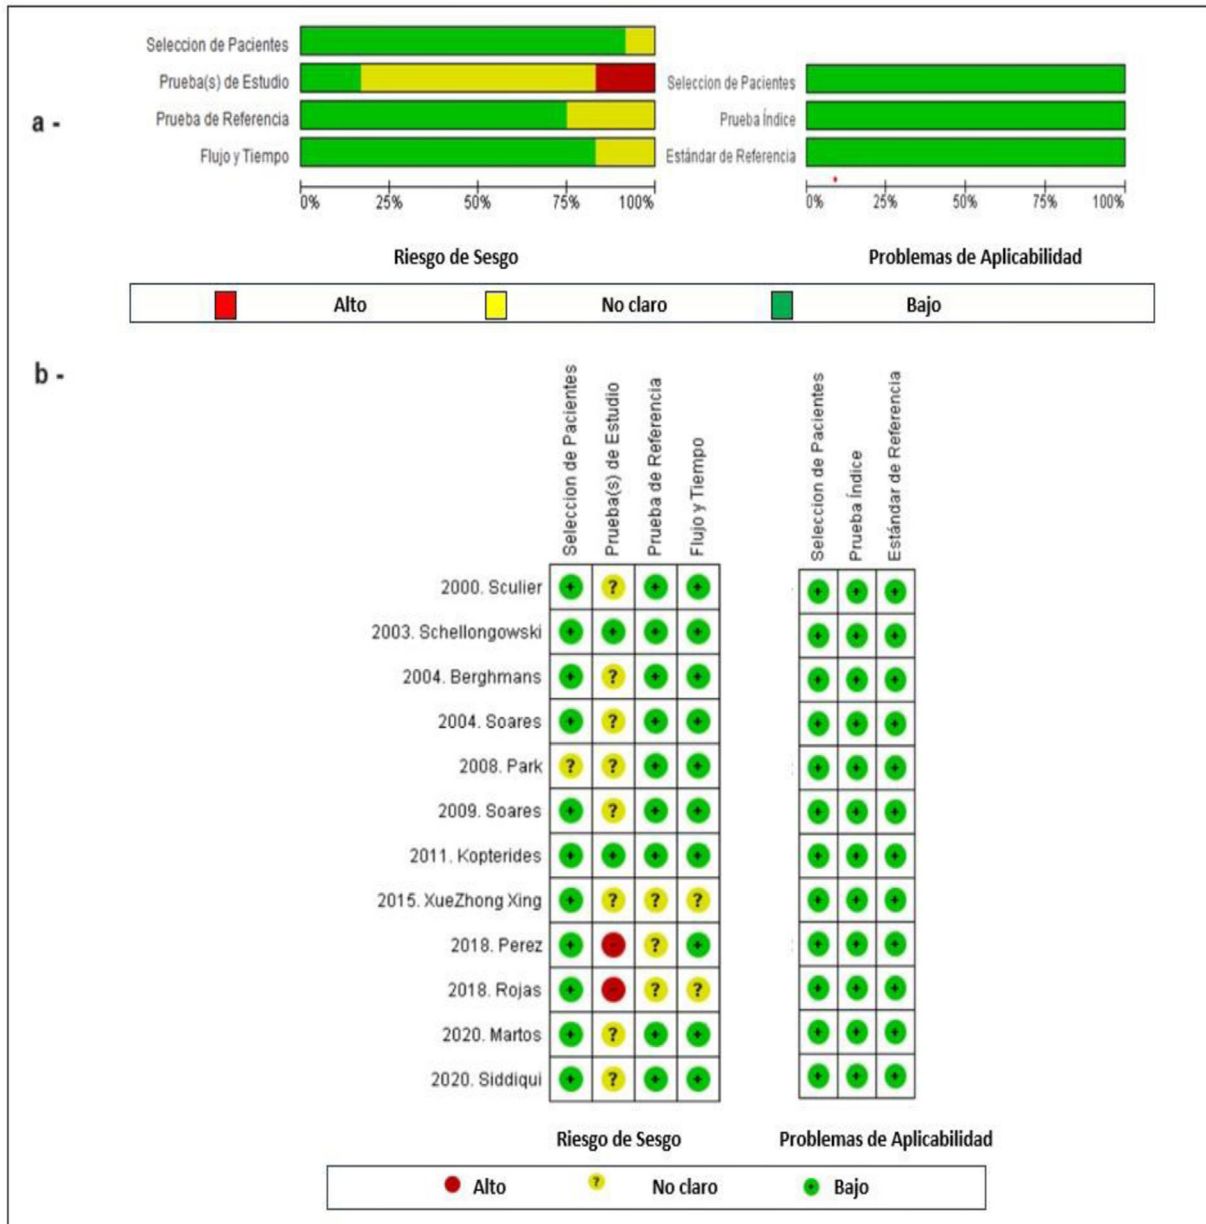 a -
Seleccion de Pacientes
Prueba(s) de Estudio
Prueba de Referencia
Flujo y Tiempo
0% 25% 50% 75% 100%
Riesgo de Sesgo
Seleccion de Pacientes
Prueba Índice
Estándar de Referencia
0% 25% 50% 75% 100%
Problemas de Aplicabilidad
Alto No claro Bajo
b -
Seleccion de Pacientes
Prueba(s) de Estudio
Prueba de Referencia
Flujo y Tiempo
Seleccion de Pacientes
Prueba Índice
Estándar de Referencia
2000. Sculier + ? + + + + +
2003. Schellongowski + + + + + + +
2004. Berghmans + ? + + + + +
2004. Soares + ? + + + + +
2008. Park ? ? + + + + +
2009. Soares + ? + + + + +
2011. Kopterides + + + + + + +
2015. XueZhong Xing + ? ? ? + + +
2018. Perez + - ? + + + +
2018. Rojas + - ? ? + + +
2020. Martos + ? + + + + +
2020. Siddiqui + ? + + + + +
Riesgo de Sesgo
Problemas de Aplicabilidad
Alto ? No claro + Bajo